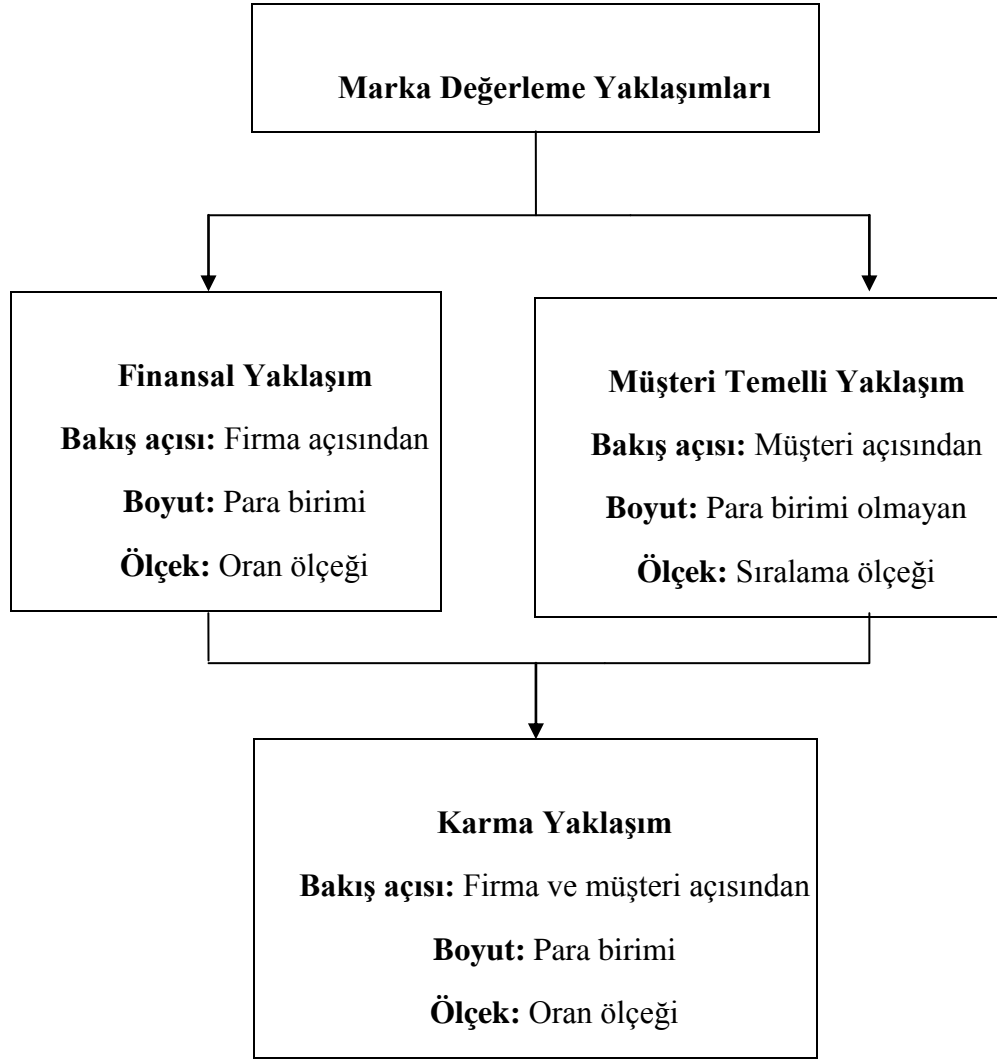 Marka Değerleme Yaklaşımları
Finansal Yaklaşım
Bakış açısı: Firma açısından
Boyut: Para birimi
Ölçek: Oran ölçeği
Müşteri Temelli Yaklaşım
Bakış açısı: Müşteri açısından
Boyut: Para birimi olmayan
Ölçek: Sıralama ölçeği
Karma Yaklaşım
Bakış açısı: Firma ve müşteri açısından
Boyut: Para birimi
Ölçek: Oran ölçeği